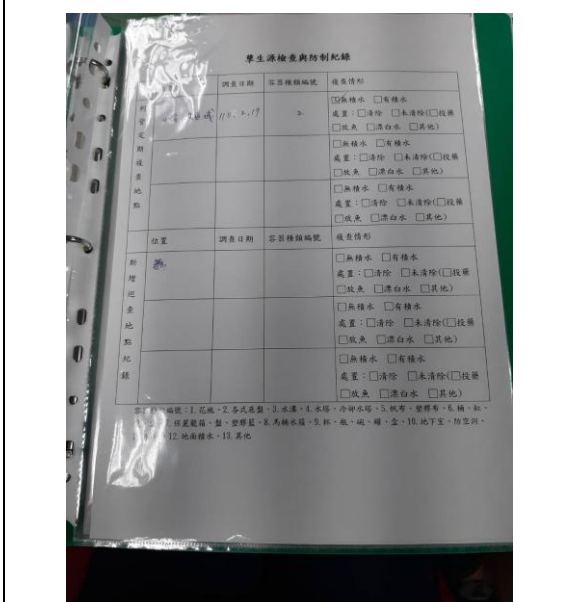 孳生源檢查與防制紀錄
調查日期 容器種類編號 複查情形
列管定期複查地點
115.2.19 2 ☑無積水 □有積水
處置：□清除 □未清除(□投藥
□放魚 □漂白水 □其他)
□無積水 □有積水
處置：□清除 □未清除(□投藥
□放魚 □漂白水 □其他)
□無積水 □有積水
處置：□清除 □未清除(□投藥
□放魚 □漂白水 □其他)
位置 調查日期 容器種類編號 複查情形
新增巡查地點紀錄
無 □無積水 □有積水
處置：□清除 □未清除(□投藥
□放魚 □漂白水 □其他)
□無積水 □有積水
處置：□清除 □未清除(□投藥
□放魚 □漂白水 □其他)
□無積水 □有積水
處置：□清除 □未清除(□投藥
□放魚 □漂白水 □其他)
編號：1.花瓶、2.各式底盤、3.水溝、4.水塔、冷卻水塔、5.帆布、塑膠布、6.桶、缸、
7.保麗龍箱、盤、塑膠籃、8.馬桶水箱、9.杯、瓶、碗、罐、盒、10.地下室、防空洞、
12.地面積水、13.其他